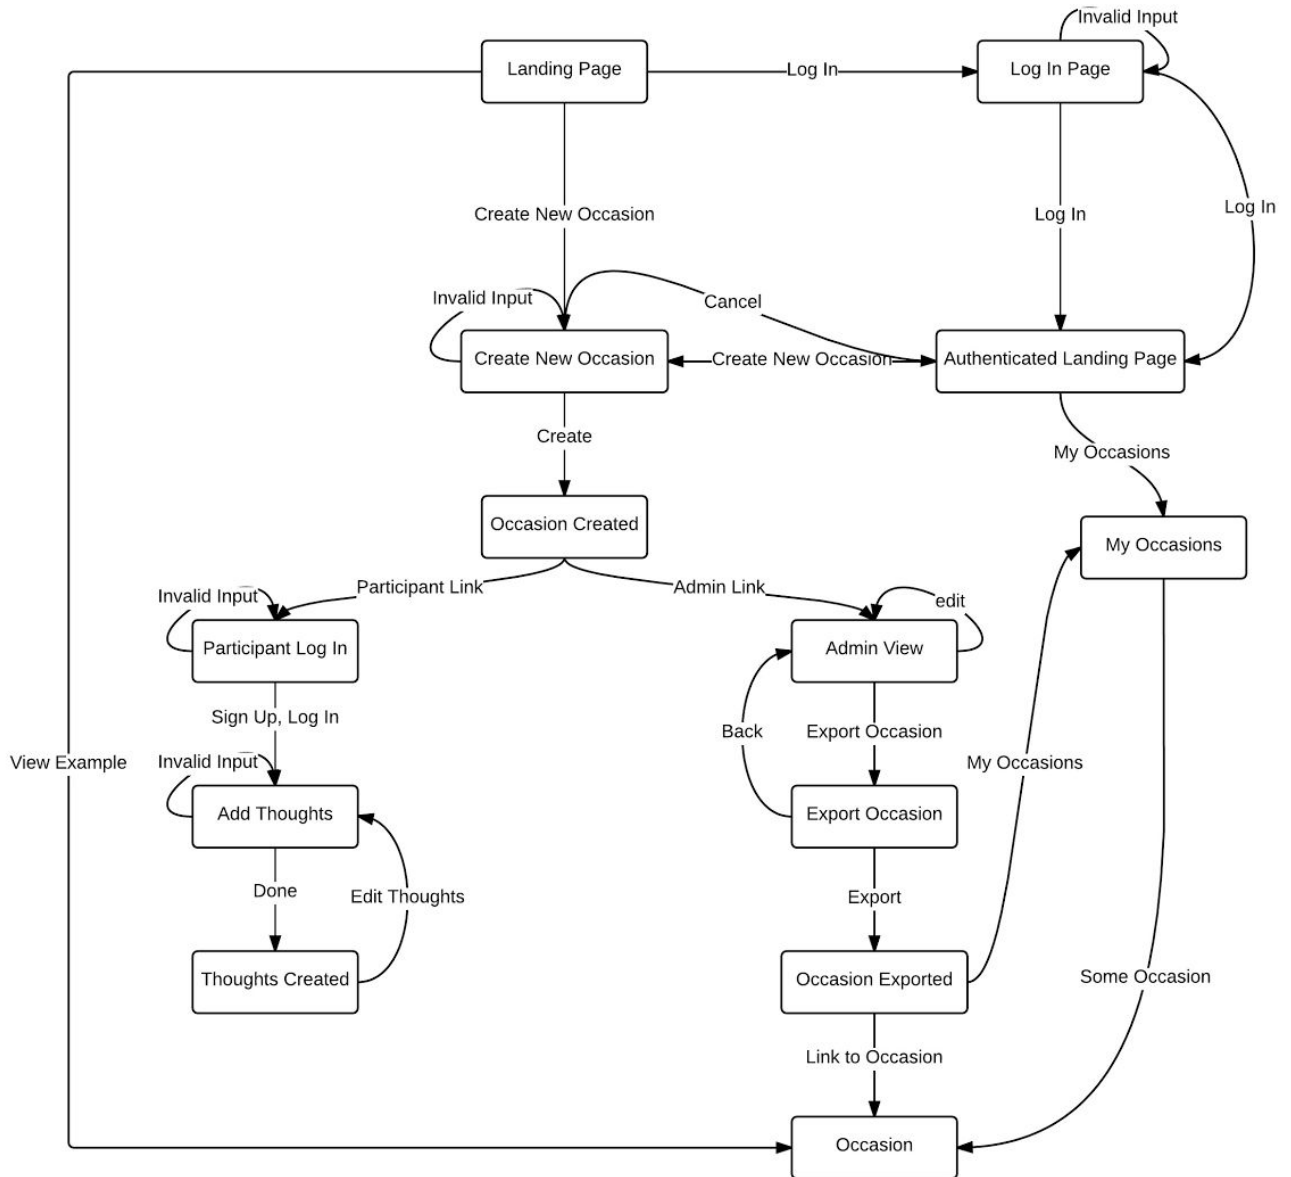 Invalid Input
Landing Page
Log In
Log In Page
Create New Occasion
Log In
Log In
Invalid Input
Cancel
Create New Occasion
Create New Occasion
Authenticated Landing Page
Create
My Occasions
Occasion Created
My Occasions
Participant Link
Admin Link
Invalid Input
edit
Participant Log In
Admin View
Sign Up, Log In
Back
Export Occasion
View Example
Invalid Input
My Occasions
Add Thoughts
Export Occasion
Done
Edit Thoughts
Export
Thoughts Created
Occasion Exported
Some Occasion
Link to Occasion
Occasion